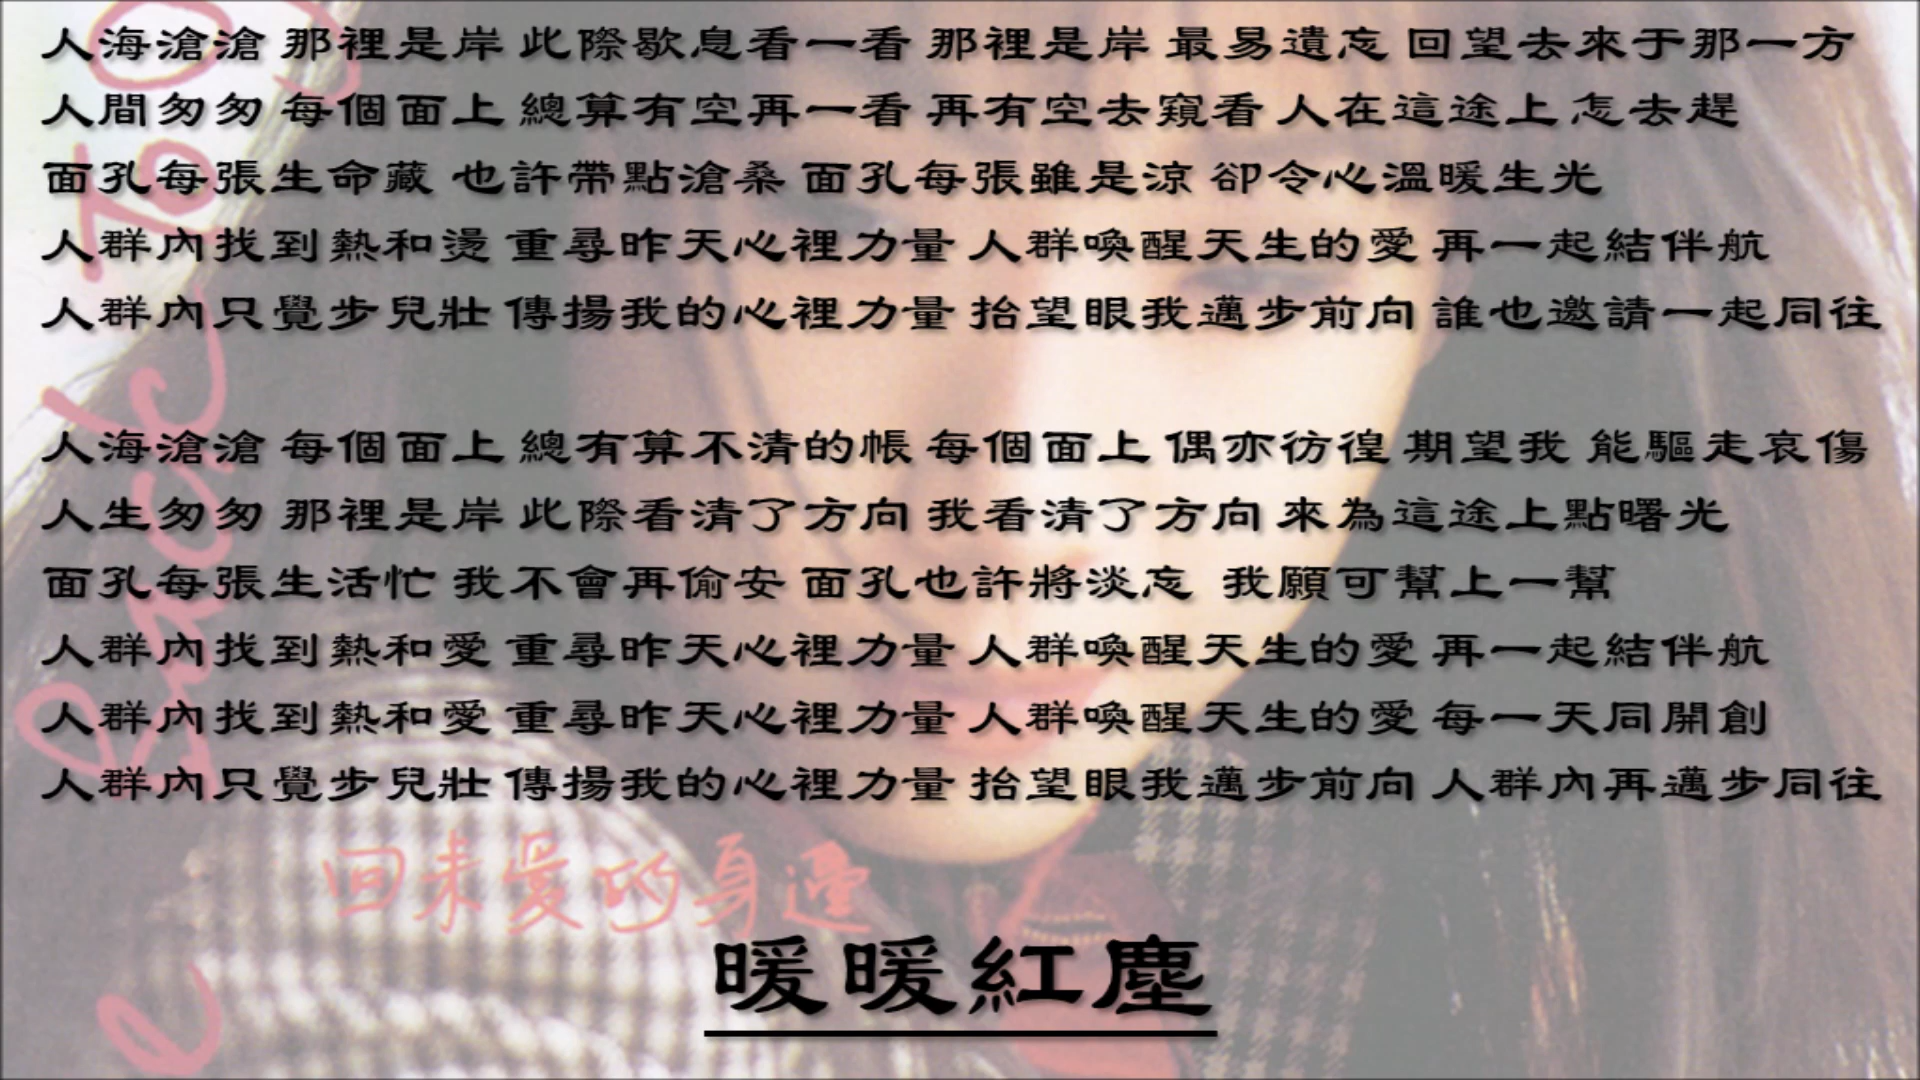 人海滄滄 那裡是岸 此際歇息看一看 那裡是岸 最易遺忘 回望去來于那一方
人間匆匆 每個面上 總算有空再一看 再有空去窺看 人在這途上 怎去趕
面孔每張生命藏 也許帶點滄桑 面孔每張雖是涼 卻令心溫暖生光
人群內找到熱和燙 重尋昨天心裡力量 人群喚醒天生的愛 再一起結伴航
人群內只覺步兒壯 傳揚我的心裡力量 抬望眼我邁步前向 誰也邀請一起同往
人海滄滄 每個面上 總有算不清的帳 每個面上 偶亦彷徨 期望我 能驅走哀傷
人生匆匆 那裡是岸 此際看清了方向 我看清了方向 來為這途上點曙光
面孔每張生活忙 我不會再偷安 面孔也許將淡忘 我願可幫上一幫
人群內找到熱和愛 重尋昨天心裡力量 人群喚醒天生的愛 再一起結伴航
人群內找到熱和愛 重尋昨天心裡力量 人群喚醒天生的愛 每一天同開創
人群內只覺步兒壯 傳揚我的心裡力量 抬望眼我邁步前向 人群內再邁步同往
Back to
回未愛的身邊
暖暖紅塵